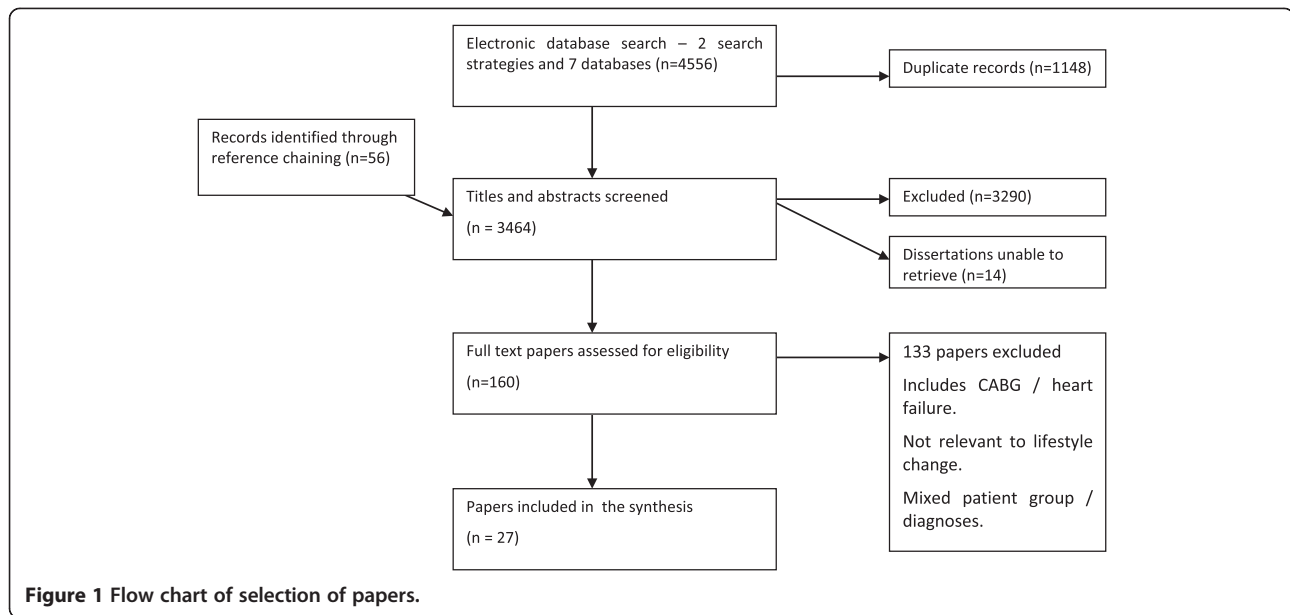 Electronic database search – 2 search
strategies and 7 databases (n=4556)
Duplicate records (n=1148)
Records identified through
reference chaining (n=56)
Titles and abstracts screened
(n = 3464)
Excluded (n=3290)
Dissertations unable to
retrieve (n=14)
Full text papers assessed for eligibility
(n=160)
133 papers excluded
Includes CABG / heart
failure.
Not relevant to lifestyle
change.
Mixed patient group /
diagnoses.
Papers included in the synthesis
(n = 27)
Figure 1 Flow chart of selection of papers.